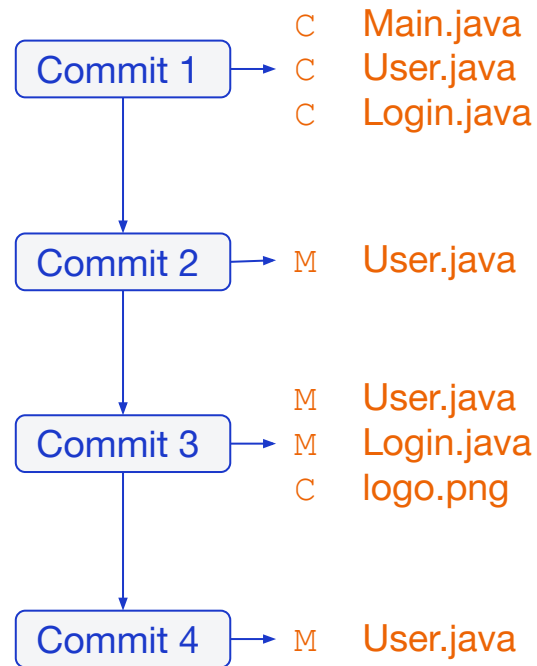 C Main.java
Commit 1 C User.java
C Login.java
Commit 2 M User.java
M User.java
Commit 3 M Login.java
C logo.png
Commit 4 M User.java